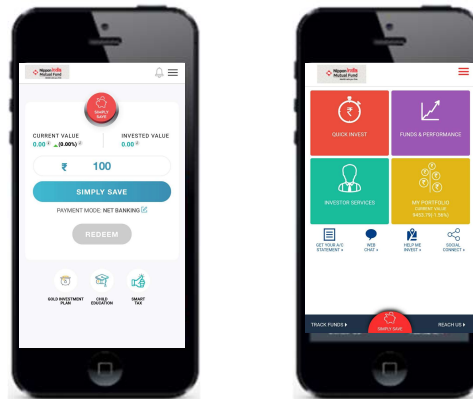 Nippon india
Mutual Fund
SIMPLY
SAVE
CURRENT VALUE
0.00 (0.00%)
INVESTED VALUE
0.00
₹ 100
SIMPLY SAVE
PAYMENT MODE: NET BANKING
REDEEM
GOLD INVESTMENT
PLAN
CHILD
EDUCATION
SMART
TAX
Nippon india
Mutual Fund
QUICK INVEST
FUNDS & PERFORMANCE
INVESTOR SERVICES
MY PORTFOLIO
CURRENT VALUE
GET YOUR A/C
STATEMENT
WEB
CHAT
HELP ME
INVEST
SOCIAL
CONNECT
TRACK FUNDS
SIMPLY SAVE
REACH US